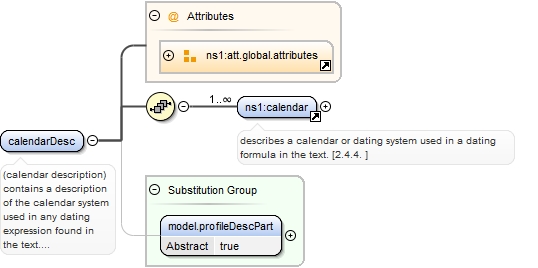 Attributes
ns1:att.global.attributes
1..∞
ns1:calendar
describes a calendar or dating system used in a dating
formula in the text. [2.4.4. ]
calendarDesc
(calendar description)
contains a description
of the calendar system
used in any dating
expression found in
the text....
Substitution Group
model.profileDescPart
Abstract true